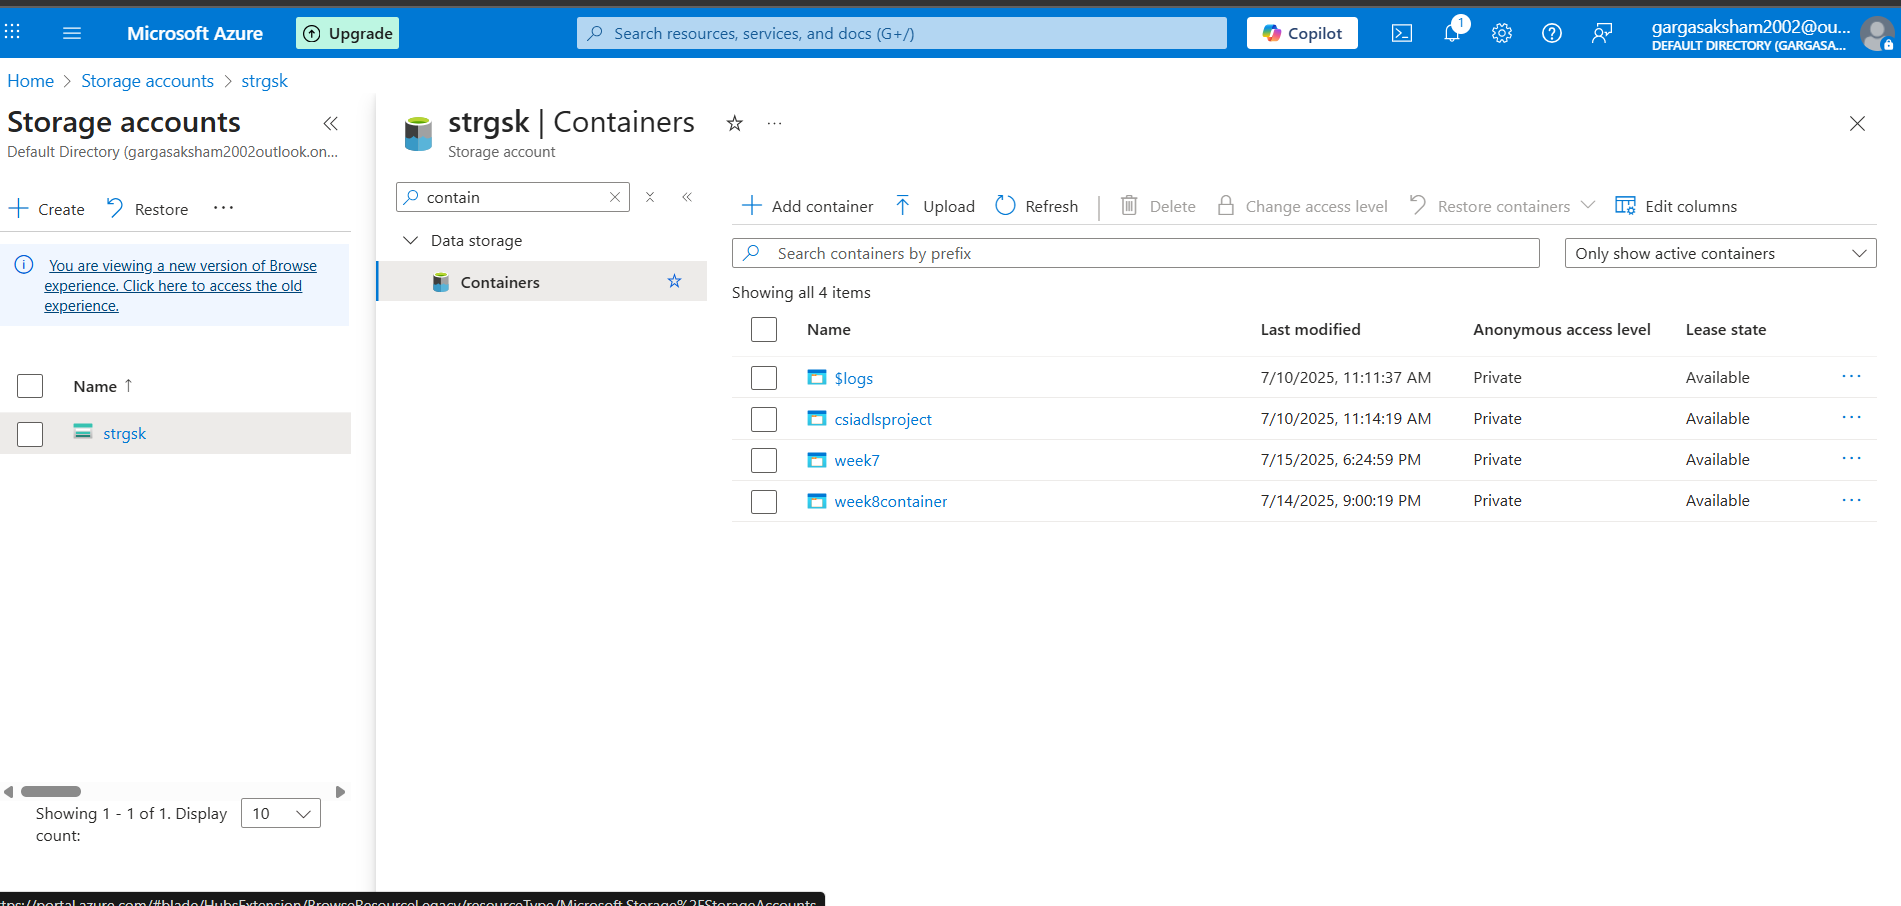 Microsoft Azure
Upgrade
Search resources, services, and docs (G+/)
Copilot
1
gargasaksham2002@ou...
DEFAULT DIRECTORY (GARGASA...
Home > Storage accounts > strgsk
Storage accounts
Default Directory (gargasaksham2002outlook.on...
Create
Restore
You are viewing a new version of Browse
experience. Click here to access the old
experience.
Name ↑
strgsk
Showing 1 - 1 of 1. Display
count:
10
strgsk | Containers
Storage account
contain
Data storage
Containers
Add container
Upload
Refresh
Delete
Change access level
Restore containers
Edit columns
Search containers by prefix
Only show active containers
Showing all 4 items
Name Last modified Anonymous access level Lease state
$logs 7/10/2025, 11:11:37 AM Private Available
csiadlsproject 7/10/2025, 11:14:19 AM Private Available
week7 7/15/2025, 6:24:59 PM Private Available
week8container 7/14/2025, 9:00:19 PM Private Available
tps://portal.azure.com/#blade/HubsExtension/BrowseResourceLegacy/resourceType/Microsoft.Storage%2FStorageAccounts